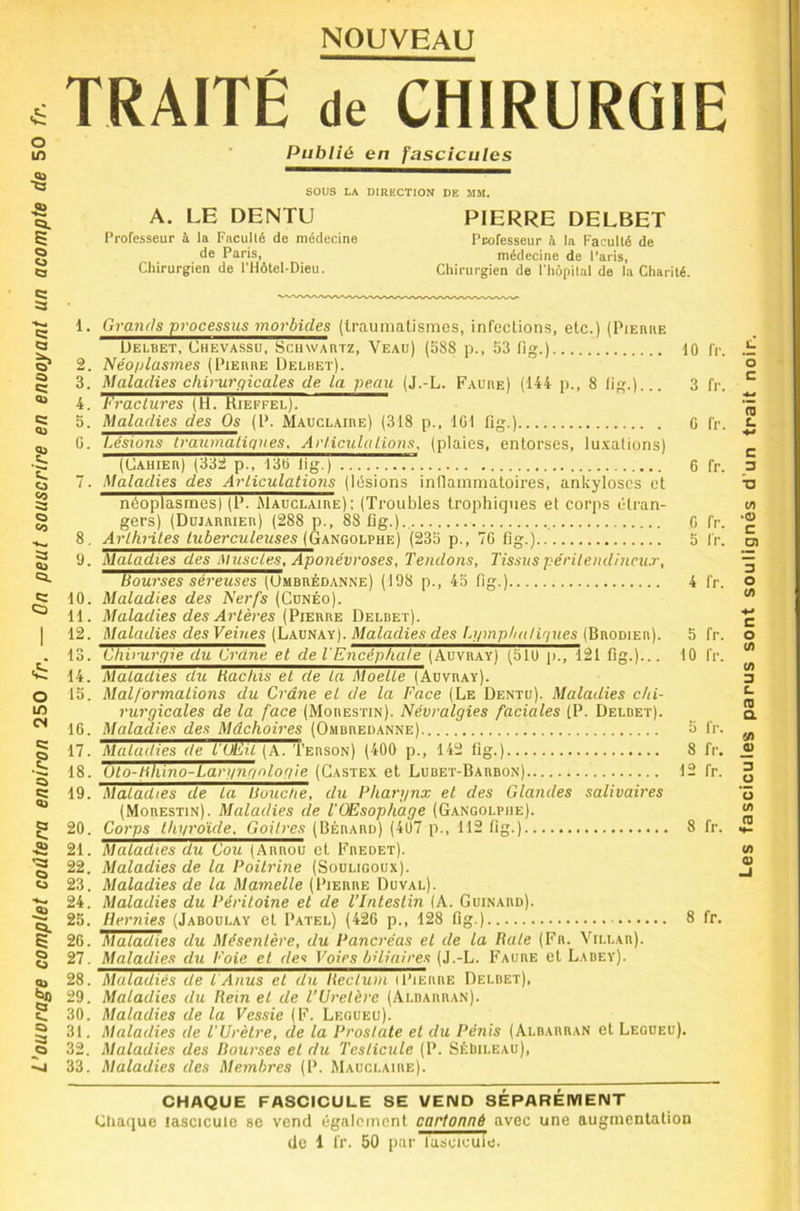 NOUVEAU
TRAITÉ de CHIRURGIE
Publié en fascicules
SOUS LA DIRECTION DE MM.
A. LE DENTU
Professeur à la Faculté de médecine
de Paris,
Chirurgien de l'Hôtel-Dieu.
PIERRE DELBET
Professeur à la Faculté de
médecine de Paris,
Chirurgien de l'hôpital de la Charité.
1. Grands processus morbides (traumatismes, infections, etc.) (PIERRE
DELBET, CHEVASSU, SCHWARTZ, VEAU) (588 p., 53 fig.)............ 10 fr.
2. Néoplasmes (PIERRE DELBET).
3. Maladies chirurgicales de la peau (J.-L. FAURE) (144 p., 8 fig.)... 3 fr.
4. Fractures (H. RIEFFEL).
5. Maladies des Os (P. MAUCLAIRE) (318 p., 161 fig.)............ 6 fr.
6. Lésions traumatiques. Articulations, (plaies, entorses, luxations)
(CAHIER) (332 p., 136 fig.) ............ 6 fr.
7. Maladies des Articulations (lésions inflammatoires, ankyloses et
néoplasmes) (P. MAUCLAIRE); (Troubles trophiques et corps étran-
gers) (DUJARRIER) (288 p., 88 fig.)............ 6 fr.
8. Arthrites tuberculeuses (GANGOLPHE) (235 p., 76 fig.)............ 5 fr.
9. Maladies des Muscles, Aponévroses, Tendons, Tissus péritendineux,
Bourses séreuses (OMBRÉDANNE) (198 p., 45 fig.)............ 4 fr.
10. Maladies des Nerfs (CUNÉO).
11. Maladies des Artères (PIERRE DELBET).
12. Maladies des Veines (LAUNAY). Maladies des Lymphatiques (BRODIER). 5 fr.
13. Chirurgie du Crâne et de l'Encéphale (AUVRAY) (510 p., 121 fig.)... 10 fr.
14. Maladies du Rachis et de la Moelle (AUVRAY).
15. Malformations du Crâne et de la Face (LE DENTU). Maladies chi-
rurgicales de la face (MORESTIN). Névralgies faciales (P. DELBET).
16. Maladies des Mâchoires (OMBREDANNE)............ 5 fr.
17. Maladies de l'Œil (A. TERSON) (400 p., 142 fig.)............ 8 fr.
18. Oto-Rhino-Laryngologie (CASTEX et LUBET-BARBON)............ 12 fr.
19. Maladies de la Bouche, du Pharynx et des Glandes salivaires
(MORESTIN). Maladies de l'Œsophage (GANGOLPHE).
20. Corps thyroïde, Goitres (BÉRARD) (407 p., 112 fig.)............ 8 fr.
21. Maladies du Cou (ARROU et FREDET).
22. Maladies de la Poitrine (SOULIGOUX).
23. Maladies de la Mamelle (PIERRE DUVAL).
24. Maladies du Péritoine et de l'Intestin (A. GUINARD).
25. Hernies (JABOULAY et PATEL) (426 p., 128 fig.)............ 8 fr.
26. Maladies du Mésentère, du Pancréas et de la Rate (FR. VILLAR).
27. Maladies du Foie et des Voies biliaires (J.-L. FAURE et LABEY).
28. Maladies de l'Anus et du Rectum (PIERRE DELBET),
29. Maladies du Rein et de l'Uretère (ALBARRAN).
30. Maladies de la Vessie (F. LEGUEU).
31. Maladies de l'Urètre, de la Prostate et du Pénis (ALBARRAN et LEGUEU).
32. Maladies des Bourses et du Testicule (P. SÉBILEAU),
33. Maladies des Membres (P. MAUCLAIRE).
CHAQUE FASCICULE SE VEND SÉPARÉMENT
Chaque fascicule se vend également cartonné avec une augmentation
de 1 fr. 50 par fascicule.
L'ouvrage complet coûtera environ 250 fr. — On peut souscrire en envoyant un acompte de 50 fr.
Les fascicules parus sont soulignés d'un trait noir.